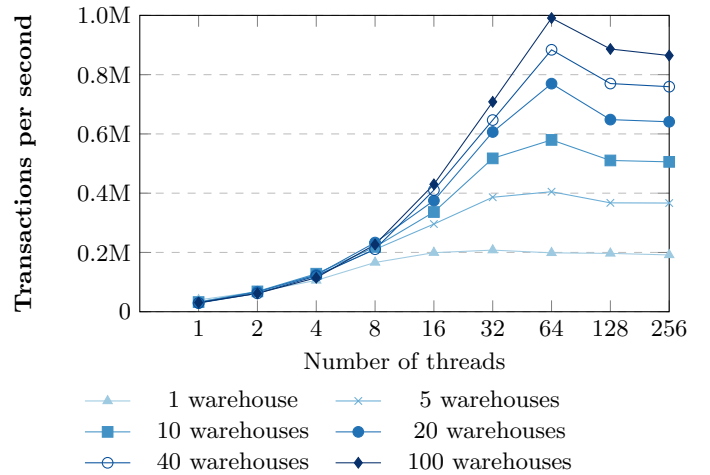 Transactions per second
1.0M
0.8M
0.6M
0.4M
0.2M
0
1 2 4 8 16 32 64 128 256
Number of threads
1 warehouse 5 warehouses
10 warehouses 20 warehouses
40 warehouses 100 warehouses